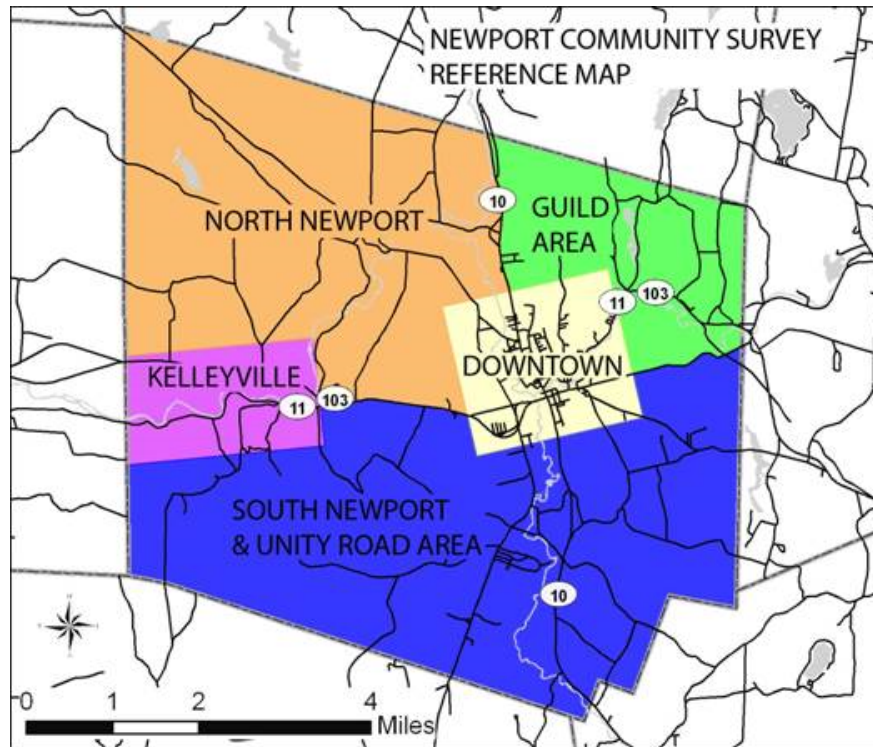 NEWPORT COMMUNITY SURVEY
REFERENCE MAP
10
GUILD
AREA
NORTH NEWPORT
11
103
DOWNTOWN
KELLEYVILLE
11
103
SOUTH NEWPORT
& UNITY ROAD AREA
10
0
1
2
4
Miles